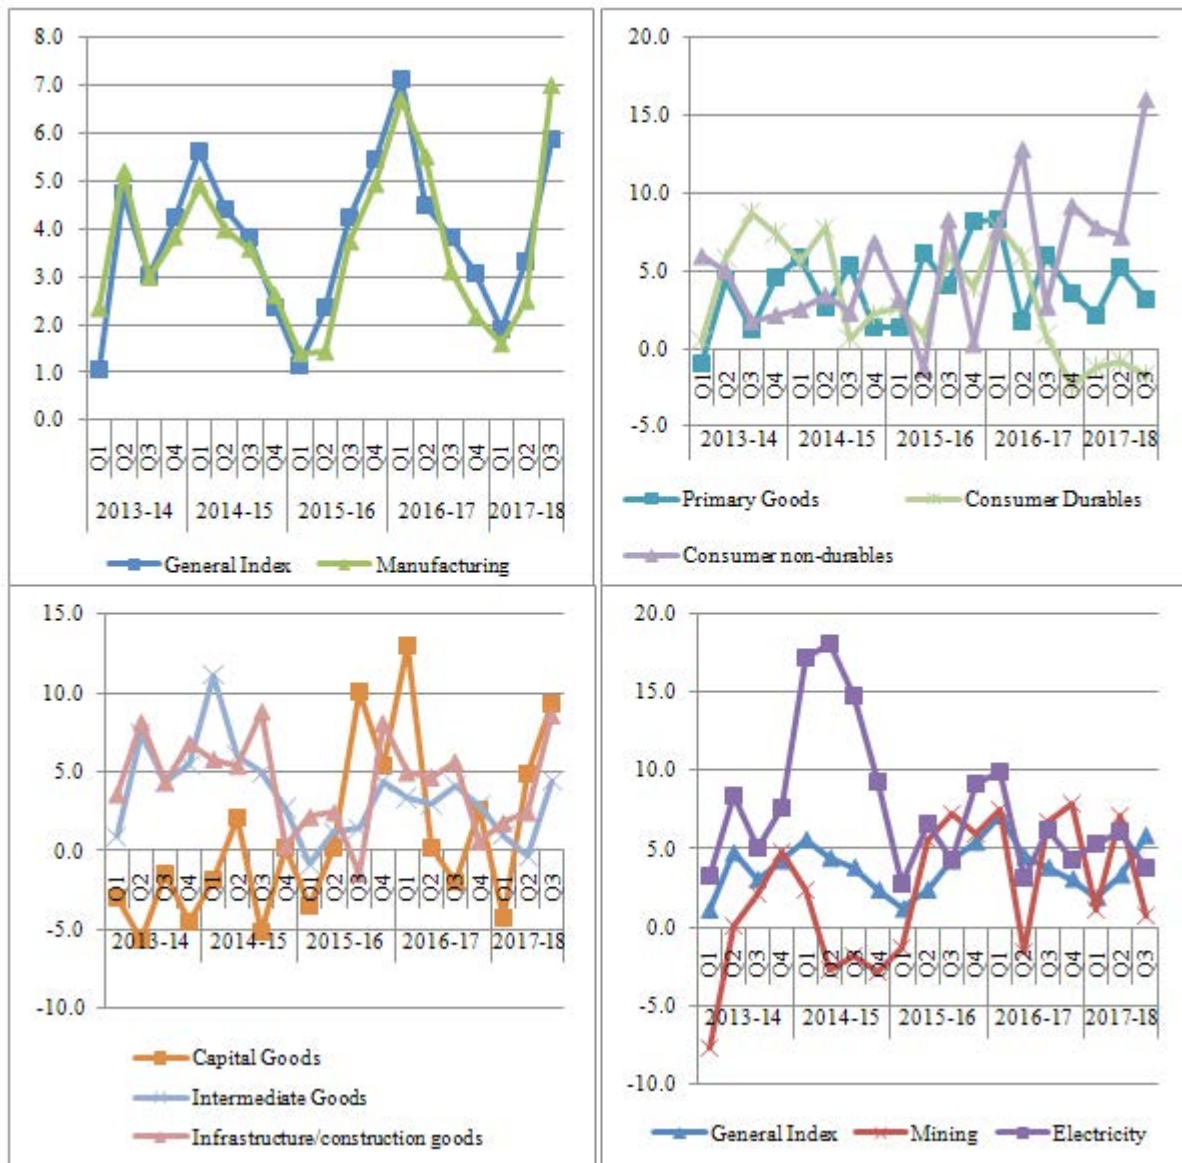 8.0
7.0
6.0
5.0
4.0
3.0
2.0
1.0
0.0
Q1 Q2 Q3 Q4 Q1 Q2 Q3 Q4 Q1 Q2 Q3 Q4 Q1 Q2 Q3 Q4 Q1 Q2 Q3
2013-14 2014-15 2015-16 2016-17 2017-18
General Index Manufacturing
20.0
15.0
10.0
5.0
0.0
-5.0
Q1 Q2 Q3 Q4 Q1 Q2 Q3 Q4 Q1 Q2 Q3 Q4 Q1 Q2 Q3 Q4 Q1 Q2 Q3
2013-14 2014-15 2015-16 2016-17 2017-18
Primary Goods Consumer Durables
Consumer non-durables
15.0
10.0
5.0
0.0
-5.0
-10.0
Q1 Q2 Q3 Q4 Q1 Q2 Q3 Q4 Q1 Q2 Q3 Q4 Q1 Q2 Q3 Q4 Q1 Q2 Q3
2013-14 2014-15 2015-16 2016-17 2017-18
Capital Goods
Intermediate Goods
Infrastructure/construction goods
20.0
15.0
10.0
5.0
0.0
-5.0
-10.0
Q1 Q2 Q3 Q4 Q1 Q2 Q3 Q4 Q1 Q2 Q3 Q4 Q1 Q2 Q3 Q4 Q1 Q2 Q3
2013-14 2014-15 2015-16 2016-17 2017-18
General Index Mining Electricity